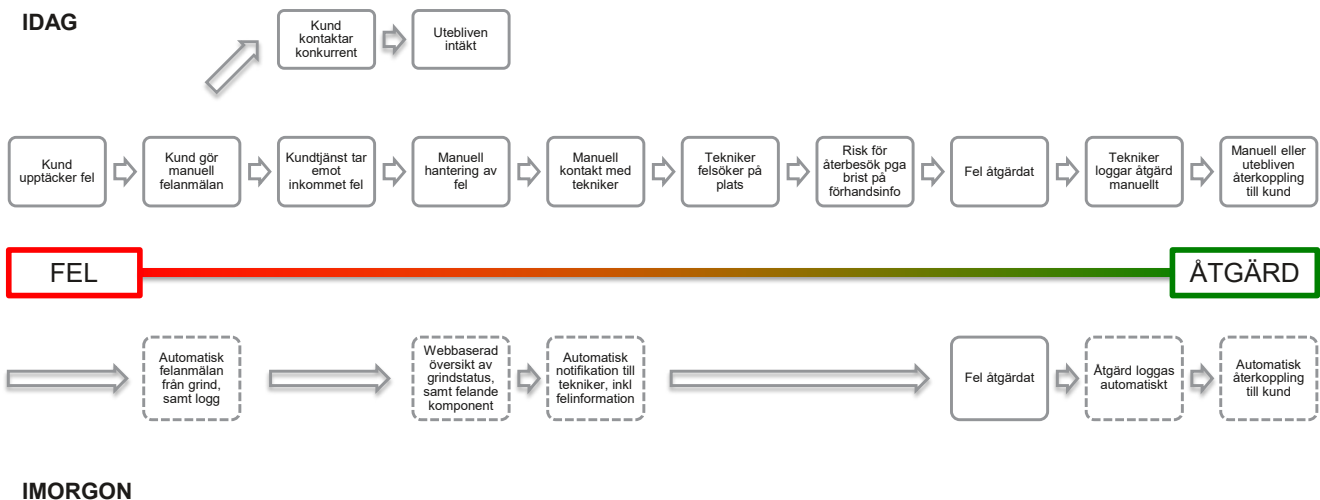 IDAG
Kund
kontaktar
konkurrent
Utebliven
intäkt
Kund
upptäcker fel
Kund gör
manuell
felanmälan
Kundtjänst tar
emot
inkommet fel
Manuell
hantering av
fel
Manuell
kontakt med
tekniker
Tekniker
felsöker på
plats
Risk för
återbesök pga
brist på
förhandsinfo
Fel åtgärdat
Tekniker
loggar åtgärd
manuellt
Manuell eller
utebliven
återkoppling
till kund
FEL
ÅTGÄRD
Automatisk
felanmälan
från grind,
samt logg
Webbaserad
översikt av
grindstatus,
samt felande
komponent
Automatisk
notifikation till
tekniker, inkl
felinformation
Fel åtgärdat
Åtgärd loggas
automatiskt
Automatisk
återkoppling
till kund
IMORGON